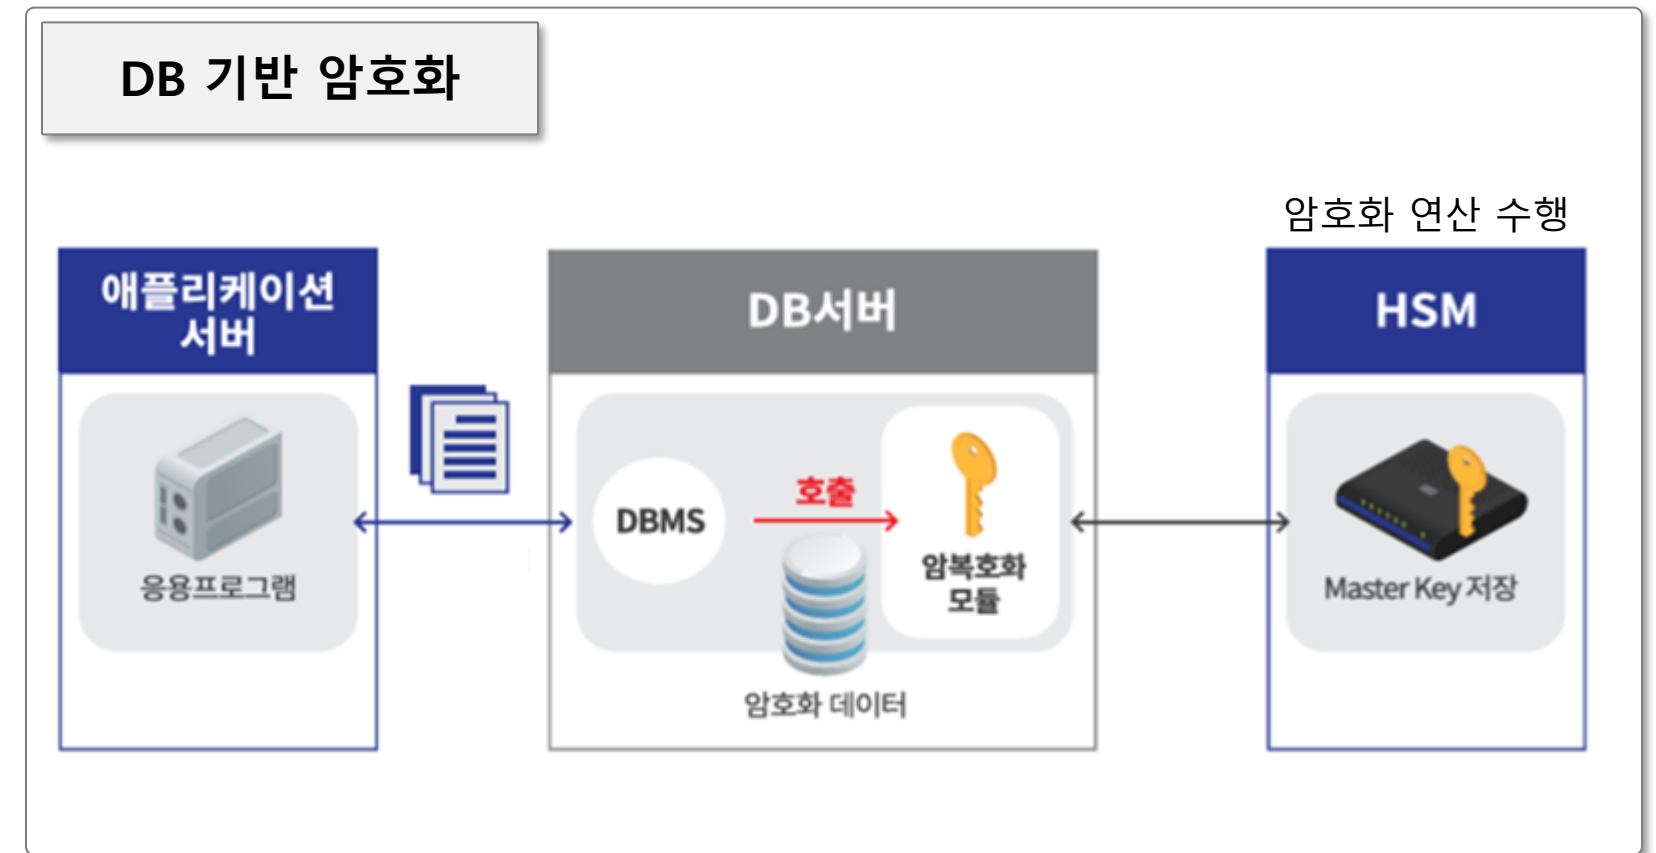 DB 기반 암호화
암호화 연산 수행
애플리케이션
서버
DB서버
HSM
호출
DBMS
암복호화
모듈
응용프로그램
Master Key 저장
암호화 데이터